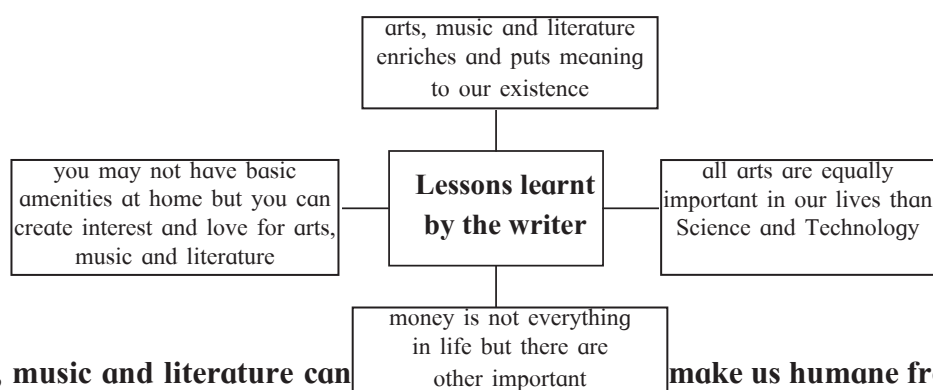 arts, music and literature
enriches and puts meaning
to our existence
you may not have basic
amenities at home but you can
create interest and love for arts,
music and literature
Lessons learnt
by the writer
all arts are equally
important in our lives than
Science and Technology
money is not everything
in life but there are
other important
, music and literature can
make us humane